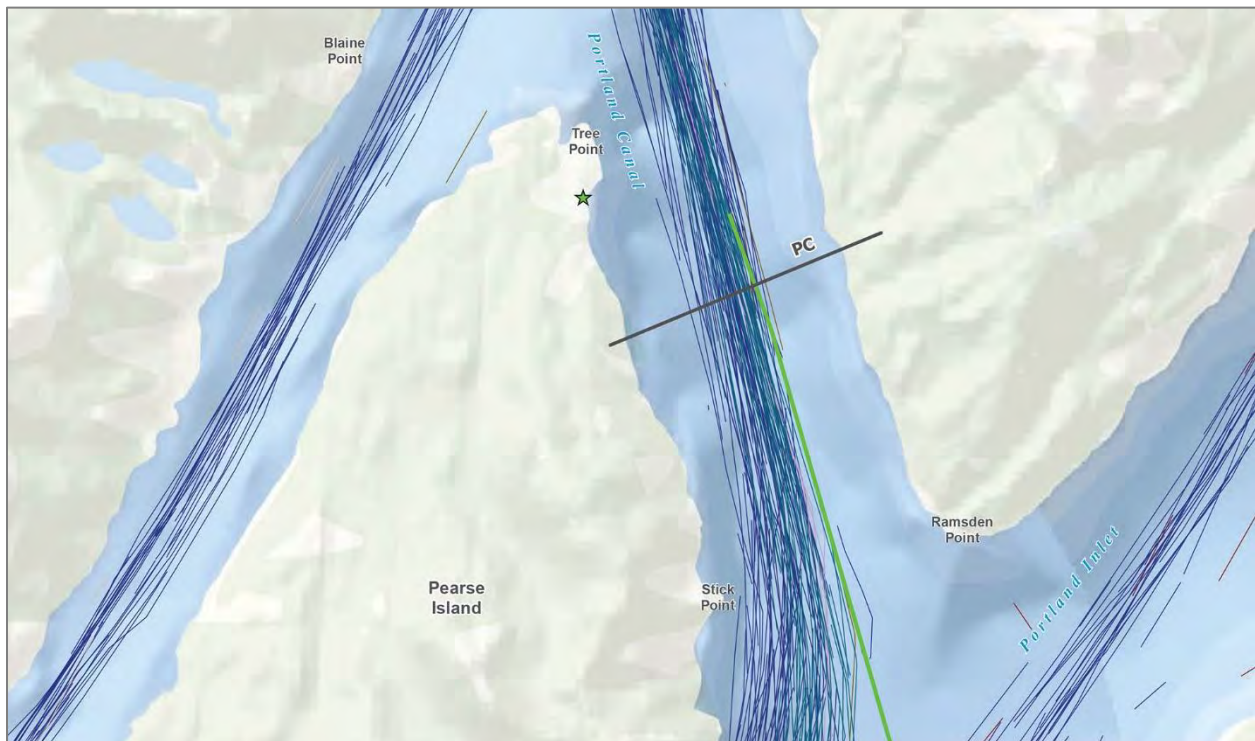 Blaine
Point
Portland Canal
Tree
Point
PC
Ramsden
Point
Portland Inlet
Pearse
Island
Stick
Point